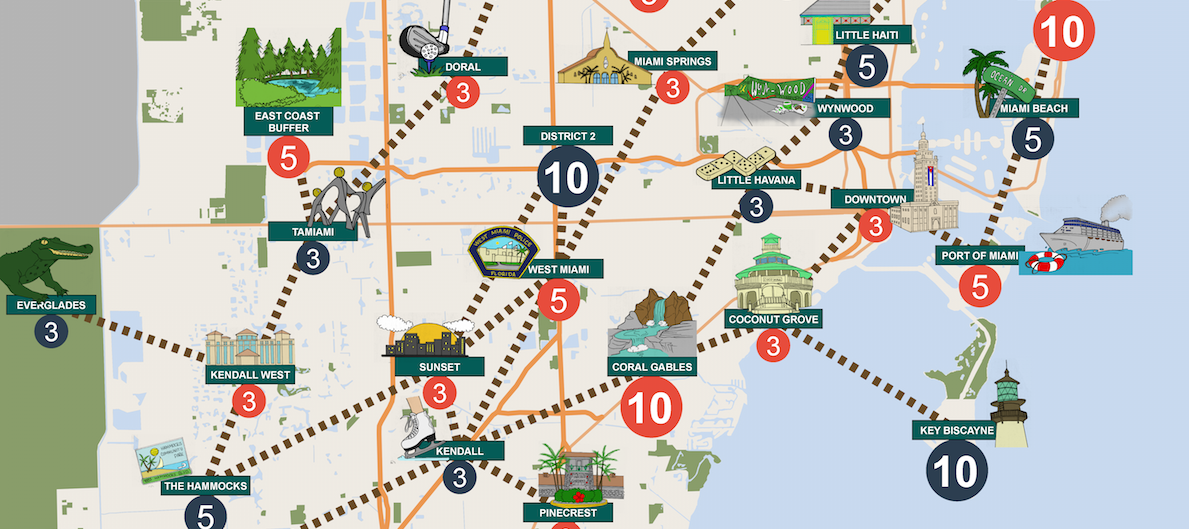 10
LITTLE HAITI
5
DORAL
3
MIAMI SPRINGS
3
OCEAN DR
MIAMI BEACH
5
WYNWOOD
WYNWOOD
3
EAST COAST
BUFFER
5
DISTRICT 2
10
LITTLE HAVANA
3
DOWNTOWN
3
TAMIAMI
3
WEST MIAMI POLICE
FLORIDA
WEST MIAMI
5
PORT OF MIAMI
5
EVERGLADES
3
COCONUT GROVE
3
KENDALL WEST
3
SUNSET
3
CORAL GABLES
10
KEY BISCAYNE
10
KENDALL
3
THE HAMMOCKS
5
PINECREST